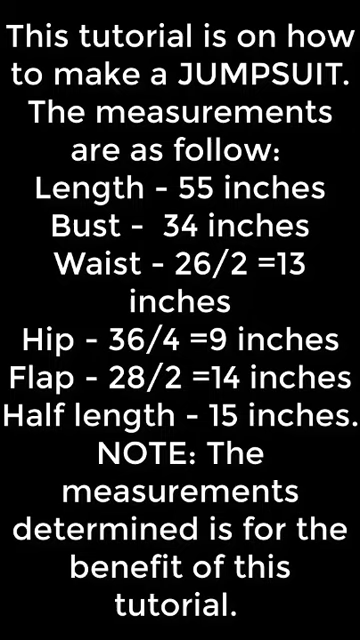 This tutorial is on how
to make a JUMPSUIT.
The measurements
are as follow:
Length - 55 inches
Bust -  34 inches
Waist - 26/2 =13
inches
Hip - 36/4 =9 inches
Flap - 28/2 =14 inches
Half length - 15 inches.
NOTE: The
measurements
determined is for the
benefit of this
tutorial.